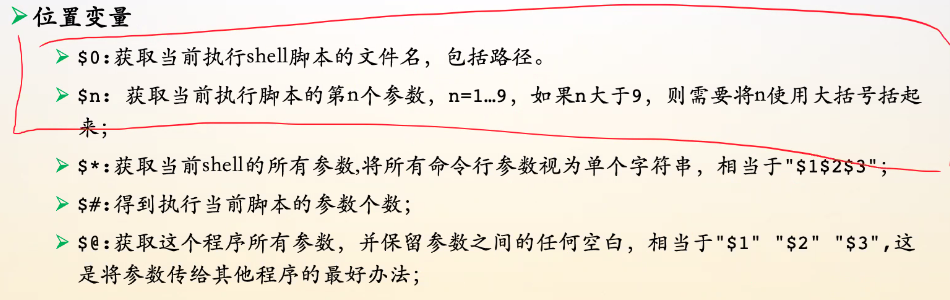 位置变量
$0:获取当前执行shell脚本的文件名，包括路径。
$n: 获取当前执行脚本的第n个参数，n=1…9，如果n大于9，则需要将n使用大括号括起
来;
$*:获取当前shell的所有参数,将所有命令行参数视为单个字符串，相当于"$1$2$3";
$#:得到执行当前脚本的参数个数;
$@:获取这个程序所有参数，并保留参数之间的任何空白，相当于"$1" "$2" "$3",这
是将参数传给其他程序的最好办法;